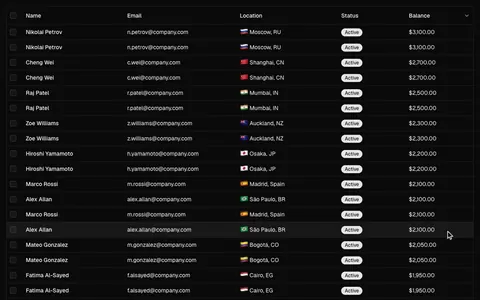 Name Email Location Status Balance
Nikolai Petrov n.petrov@company.com Moscow, RU Active $3,100.00
Nikolai Petrov n.petrov@company.com Moscow, RU Active $3,100.00
Cheng Wei c.wei@company.com Shanghai, CN Active $2,700.00
Cheng Wei c.wei@company.com Shanghai, CN Active $2,700.00
Raj Patel r.patel@company.com Mumbai, IN Active $2,500.00
Raj Patel r.patel@company.com Mumbai, IN Active $2,500.00
Zoe Williams z.williams@company.com Auckland, NZ Active $2,300.00
Zoe Williams z.williams@company.com Auckland, NZ Active $2,300.00
Hiroshi Yamamoto h.yamamoto@company.com Osaka, JP Active $2,200.00
Hiroshi Yamamoto h.yamamoto@company.com Osaka, JP Active $2,200.00
Marco Rossi m.rossi@company.com Madrid, Spain Active $2,100.00
Alex Allan alex.allan@company.com São Paulo, BR Active $2,100.00
Marco Rossi m.rossi@company.com Madrid, Spain Active $2,100.00
Alex Allan alex.allan@company.com São Paulo, BR Active $2,100.00
Mateo Gonzalez m.gonzalez@company.com Bogotá, CO Active $2,050.00
Mateo Gonzalez m.gonzalez@company.com Bogotá, CO Active $2,050.00
Fatima Al-Sayed f.alsayed@company.com Cairo, EG Active $1,950.00
Fatima Al-Sayed f.alsayed@company.com Cairo, EG Active $1,950.00